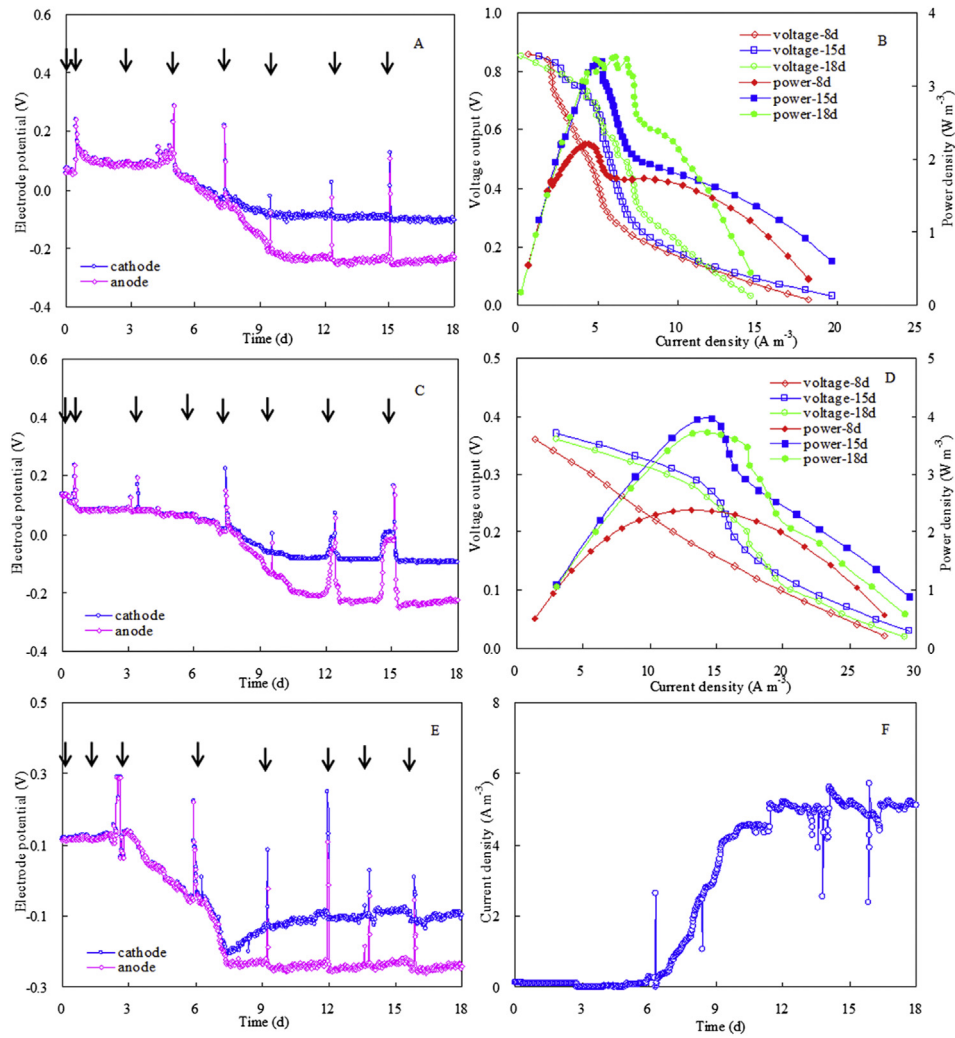 A
Electrode potential (V)
0.6
0.4
0.2
0.0
-0.2
-0.4
cathode
anode
0 3 6 9 12 15 18
Time (d)
B
Voltage output (V)
1.0
0.8
0.6
0.4
0.2
0.0
voltage-8d
voltage-15d
voltage-18d
power-8d
power-15d
power-18d
4
3
2
1
0
Power density (W m⁻³)
0 5 10 15 20 25
Current density (A m⁻³)
C
Electrode potential (V)
0.6
0.4
0.2
0.0
-0.2
-0.4
cathode
anode
0 3 6 9 12 15 18
Time (d)
D
Voltage output (V)
0.5
0.4
0.3
0.2
0.1
0.0
voltage-8d
voltage-15d
voltage-18d
power-8d
power-15d
power-18d
5
4
3
2
1
0
Power density (W m⁻³)
0 5 10 15 20 25 30
Current density (A m⁻³)
E
Electrode potential (V)
0.5
0.3
0.1
-0.1
-0.3
cathode
anode
0 3 6 9 12 15 18
Time (d)
F
Current density (A m⁻³)
8
6
4
2
0
0 3 6 9 12 15 18
Time (d)